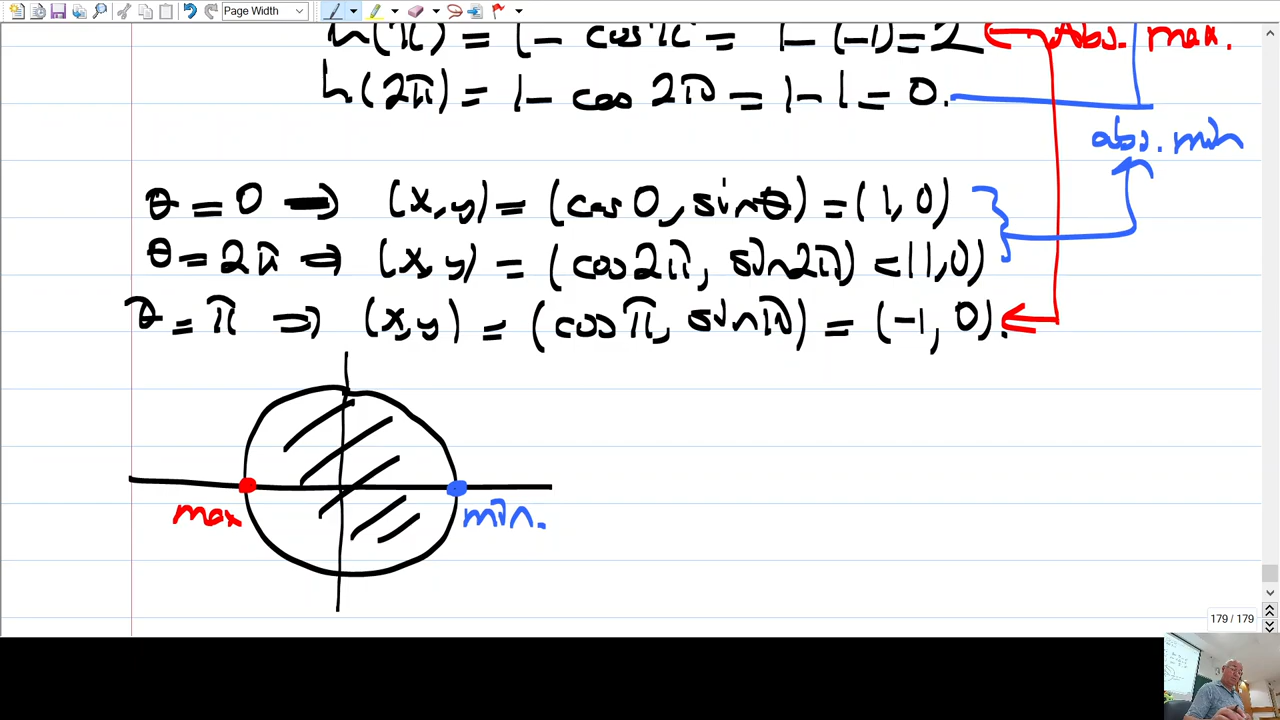 Page Width
h(π) = 1 - cos π = 1 - (-1) = 2 Abs. max.
h(2π) = 1 - cos 2π = 1 - 1 = 0.
abs. min
θ = 0 ⇒ (x,y) = (cos 0, sin θ) = (1, 0)
θ = 2π ⇒ (x,y) = (cos 2π, sin 2π) = (1, 0)
θ = π ⇒ (x,y) = (cos π, sin π) = (-1, 0).
max min.
179 / 179